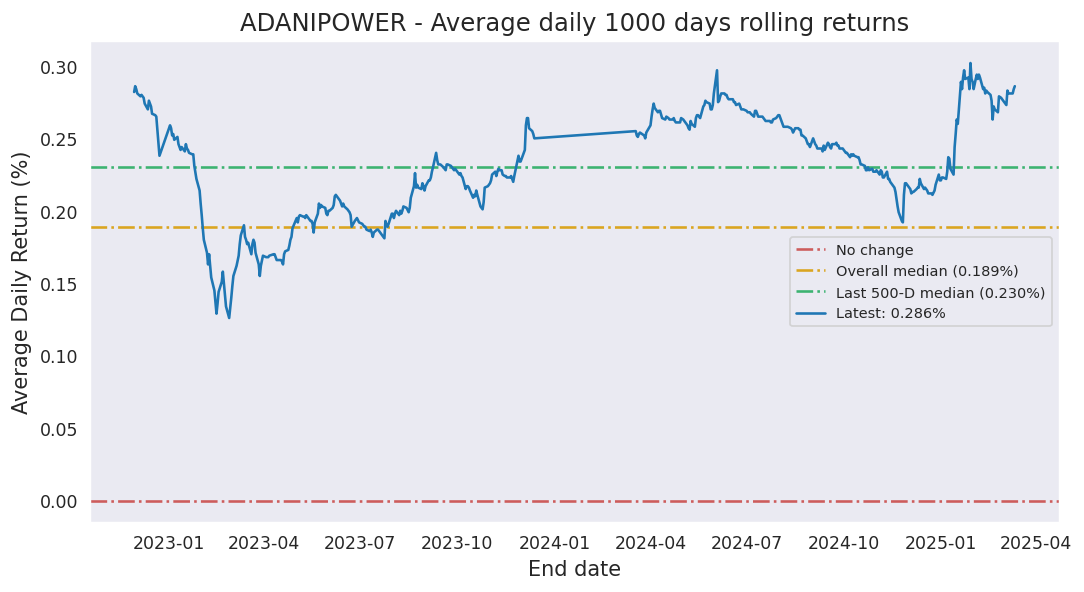 ADANIPOWER - Average daily 1000 days rolling returns
Average Daily Return (%)
0.30
0.25
0.20
0.15
0.10
0.05
0.00
No change
Overall median (0.189%)
Last 500-D median (0.230%)
Latest: 0.286%
2023-01 2023-04 2023-07 2023-10 2024-01 2024-04 2024-07 2024-10 2025-01 2025-04
End date